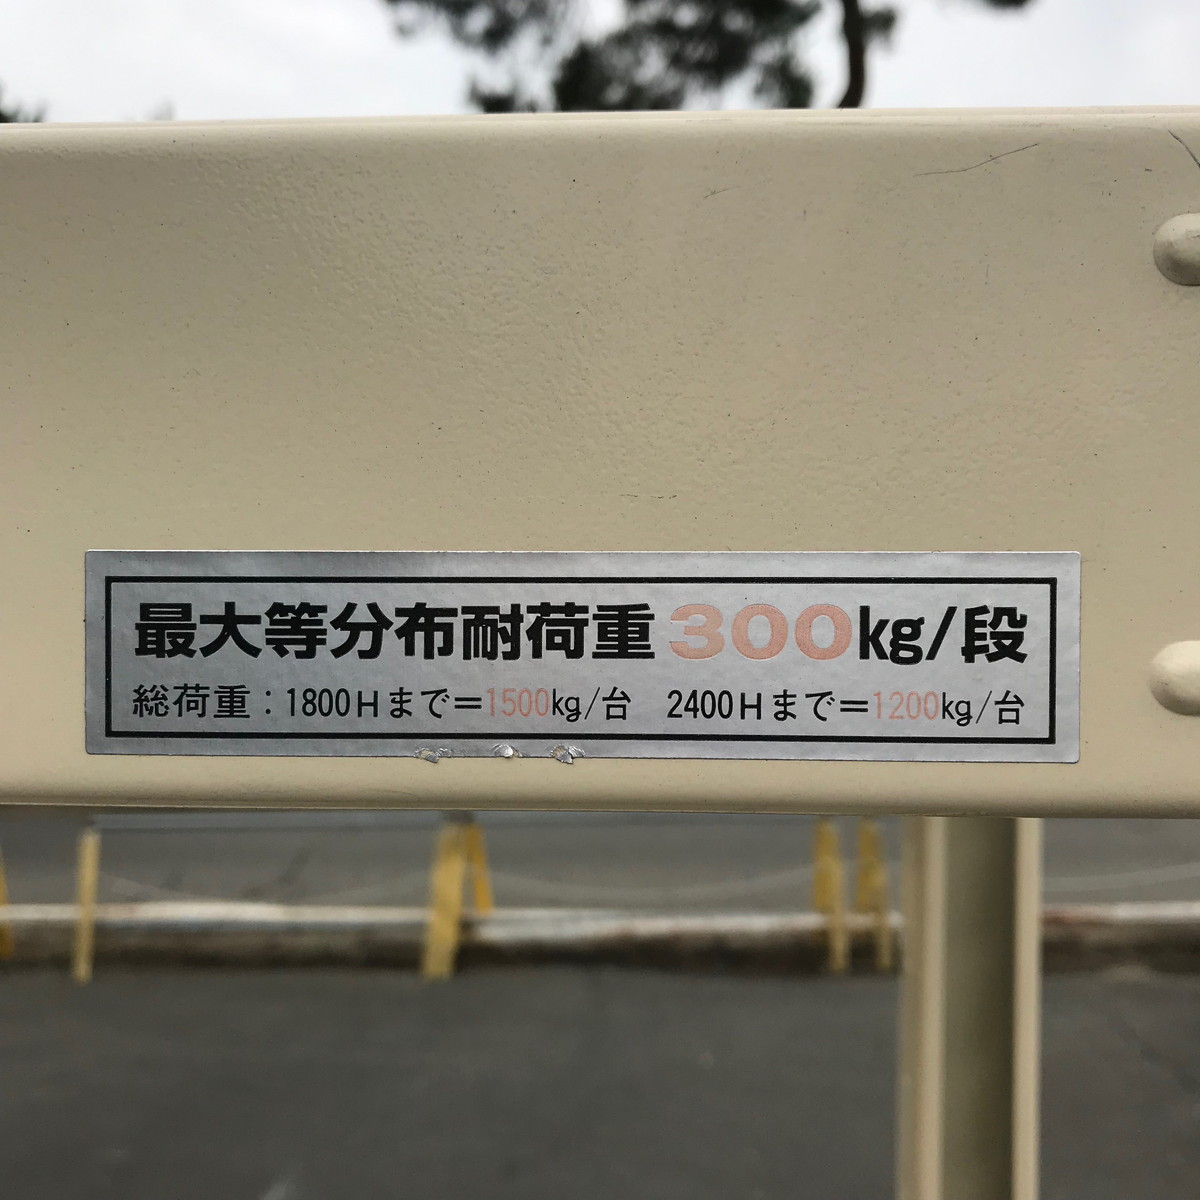 最大等分布耐荷重300kg/段
総荷重：1800Hまで=1500kg/台　2400Hまで=1200kg/台